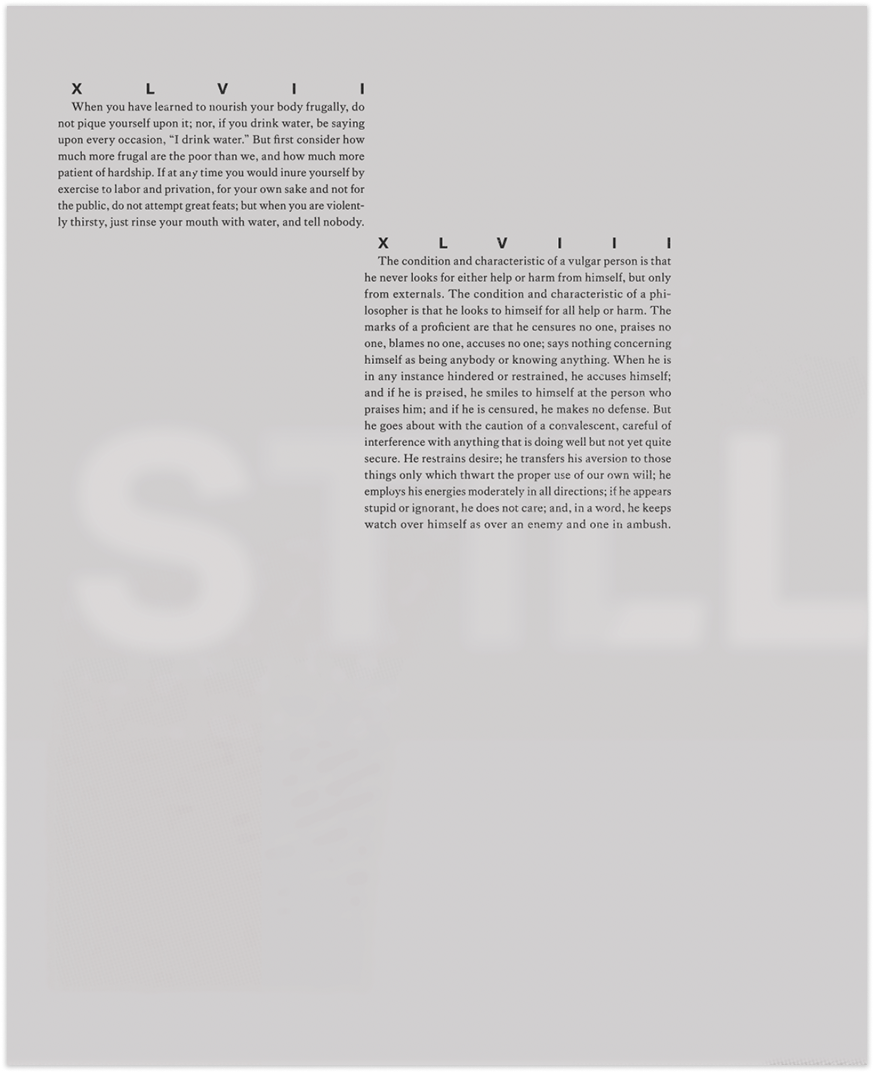 X L V I I
When you have learned to nourish your body frugally, do
not pique yourself upon it; nor, if you drink water, be saying
upon every occasion, “I drink water.” But first consider how
much more frugal are the poor than we, and how much more
patient of hardship. If at any time you would inure yourself by
exercise to labor and privation, for your own sake and not for
the public, do not attempt great feats; but when you are violent-
ly thirsty, just rinse your mouth with water, and tell nobody.
X L V I I I
The condition and characteristic of a vulgar person is that
he never looks for either help or harm from himself, but only
from externals. The condition and characteristic of a phi-
losopher is that he looks to himself for all help or harm. The
marks of a proficient are that he censures no one, praises no
one, blames no one, accuses no one; says nothing concerning
himself as being anybody or knowing anything. When he is
in any instance hindered or restrained, he accuses himself;
and if he is praised, he smiles to himself at the person who
praises him; and if he is censured, he makes no defense. But
he goes about with the caution of a convalescent, careful of
interference with anything that is doing well but not yet quite
secure. He restrains desire; he transfers his aversion to those
things only which thwart the proper use of our own will; he
employs his energies moderately in all directions; if he appears
stupid or ignorant, he does not care; and, in a word, he keeps
watch over himself as over an enemy and one in ambush.
STILL